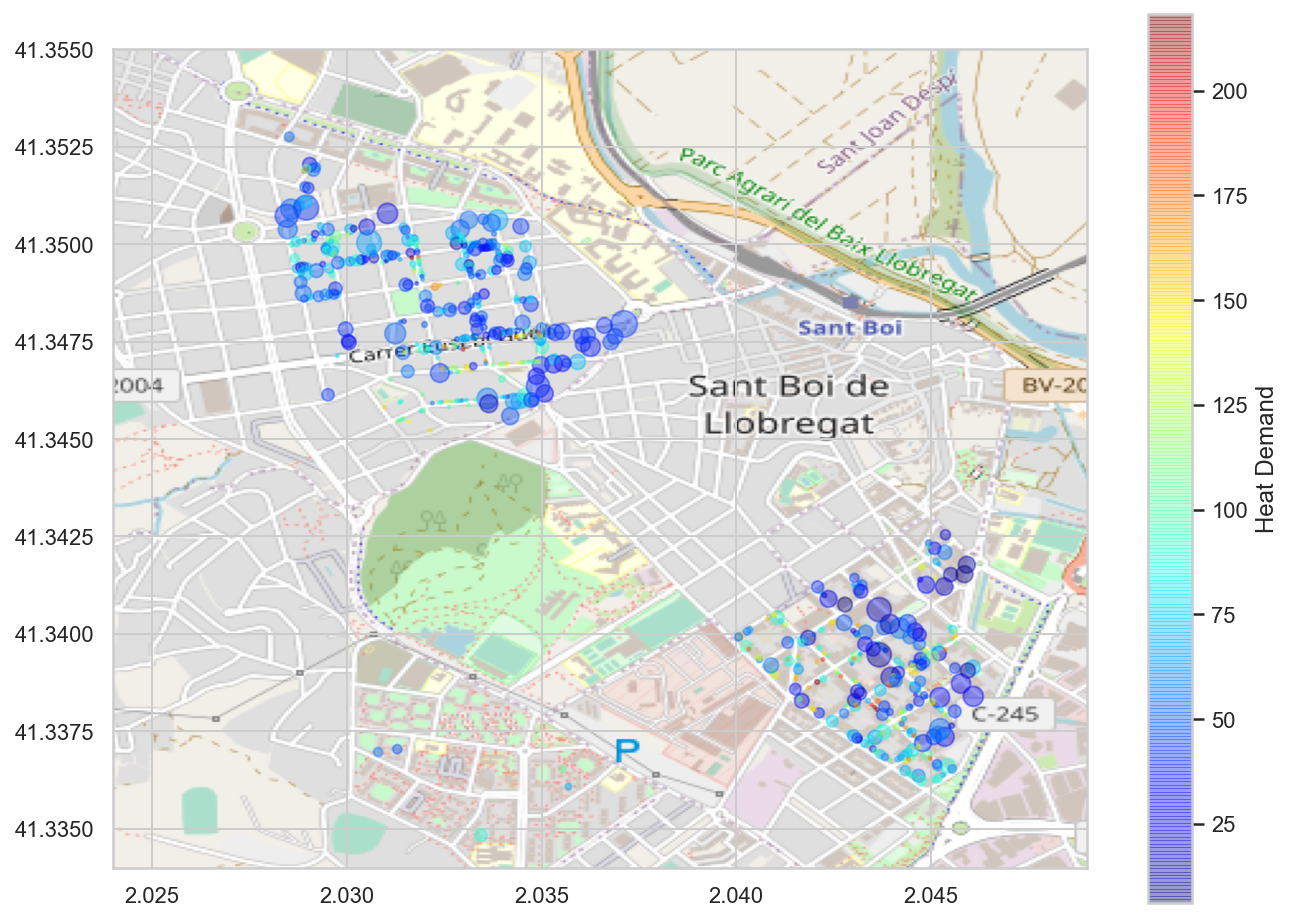 41.3550
41.3525
41.3500
41.3475
41.3450
41.3425
41.3400
41.3375
41.3350
2.025
2.030
2.035
2.040
2.045
Sant Joan Despí
Parc Agrari del Baix Llobregat
Sant Boi
Carrer
2004
Sant Boi de
Llobregat
BV-20
C-245
P
200
175
150
125
100
75
50
25
Heat Demand